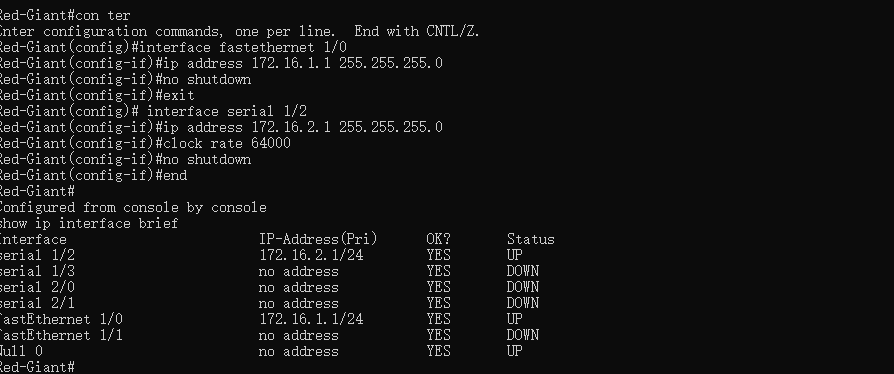 Red-Giant#con ter
Enter configuration commands, one per line.  End with CNTL/Z.
Red-Giant(config)#interface fastethernet 1/0
Red-Giant(config-if)#ip address 172.16.1.1 255.255.255.0
Red-Giant(config-if)#no shutdown
Red-Giant(config-if)#exit
Red-Giant(config)# interface serial 1/2
Red-Giant(config-if)#ip address 172.16.2.1 255.255.255.0
Red-Giant(config-if)#clock rate 64000
Red-Giant(config-if)#no shutdown
Red-Giant(config-if)#end
Red-Giant#
Configured from console by console
show ip interface brief
Interface IP-Address(Pri) OK? Status
serial 1/2 172.16.2.1/24 YES UP
serial 1/3 no address YES DOWN
serial 2/0 no address YES DOWN
serial 2/1 no address YES DOWN
FastEthernet 1/0 172.16.1.1/24 YES UP
FastEthernet 1/1 no address YES DOWN
Null 0 no address YES UP
Red-Giant#